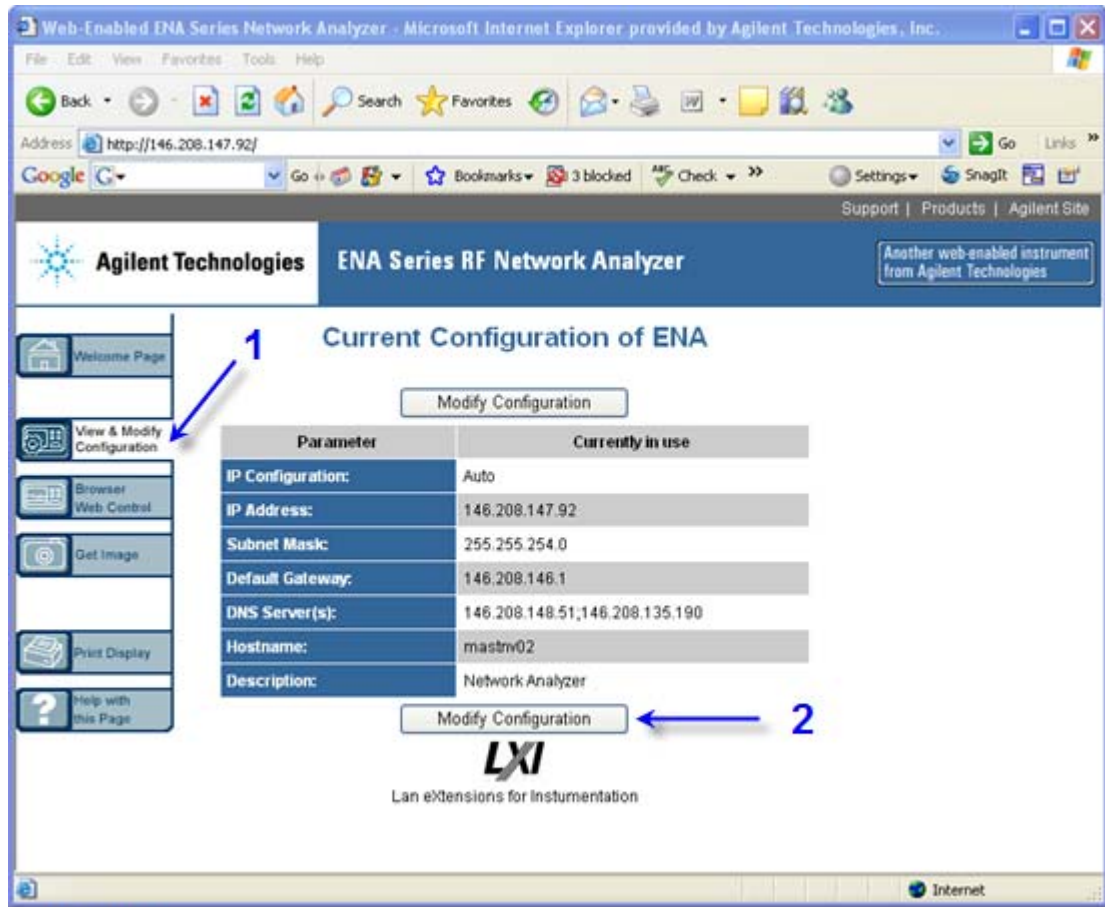 Web-Enabled ENA Series Network Analyzer - Microsoft Internet Explorer provided by Agilent Technologies, Inc.
File Edit View Favorites Tools Help
Back Search Favorites
Address http://146.208.147.92/ Go Links »
Google G Go Bookmarks 3 blocked ABC Check » Settings SnagIt
Support | Products | Agilent Site
Agilent Technologies ENA Series RF Network Analyzer
Another web-enabled instrument
from Agilent Technologies
Current Configuration of ENA
1
Welcome Page
View & Modify
Configuration
Browser
Web Control
Get Image
Print Display
Help with
this Page
Modify Configuration
Parameter Currently in use
IP Configuration: Auto
IP Address: 146.208.147.92
Subnet Mask: 255.255.254.0
Default Gateway: 146.208.146.1
DNS Server(s): 146.208.148.51;146.208.135.190
Hostname: mastnv02
Description: Network Analyzer
Modify Configuration 2
LXI
Lan eXtensions for Instumentation
Internet